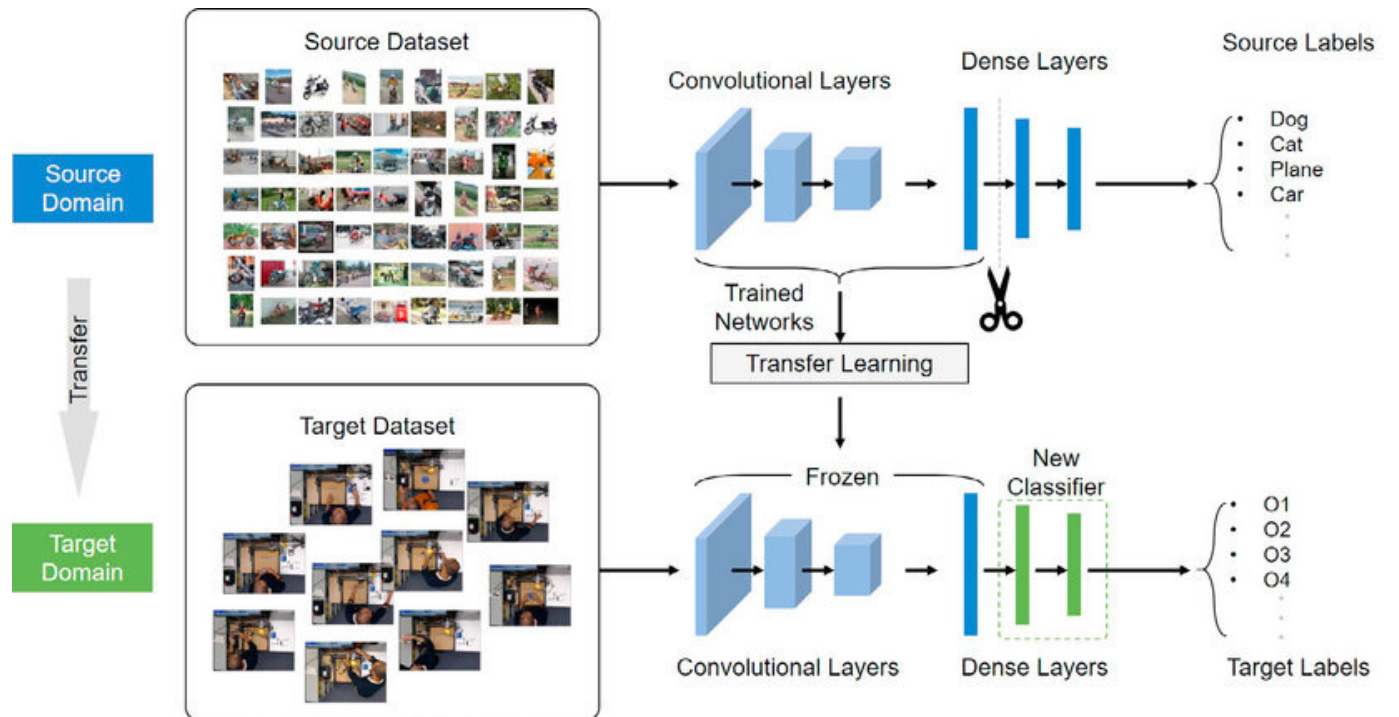 Source Dataset
Convolutional Layers
Dense Layers
Source Labels
• Dog
• Cat
• Plane
• Car
Source
Domain
Trained
Networks
Transfer Learning
Transfer
Target Dataset
Frozen
New
Classifier
Target
Domain
• O1
• O2
• O3
• O4
Convolutional Layers
Dense Layers
Target Labels